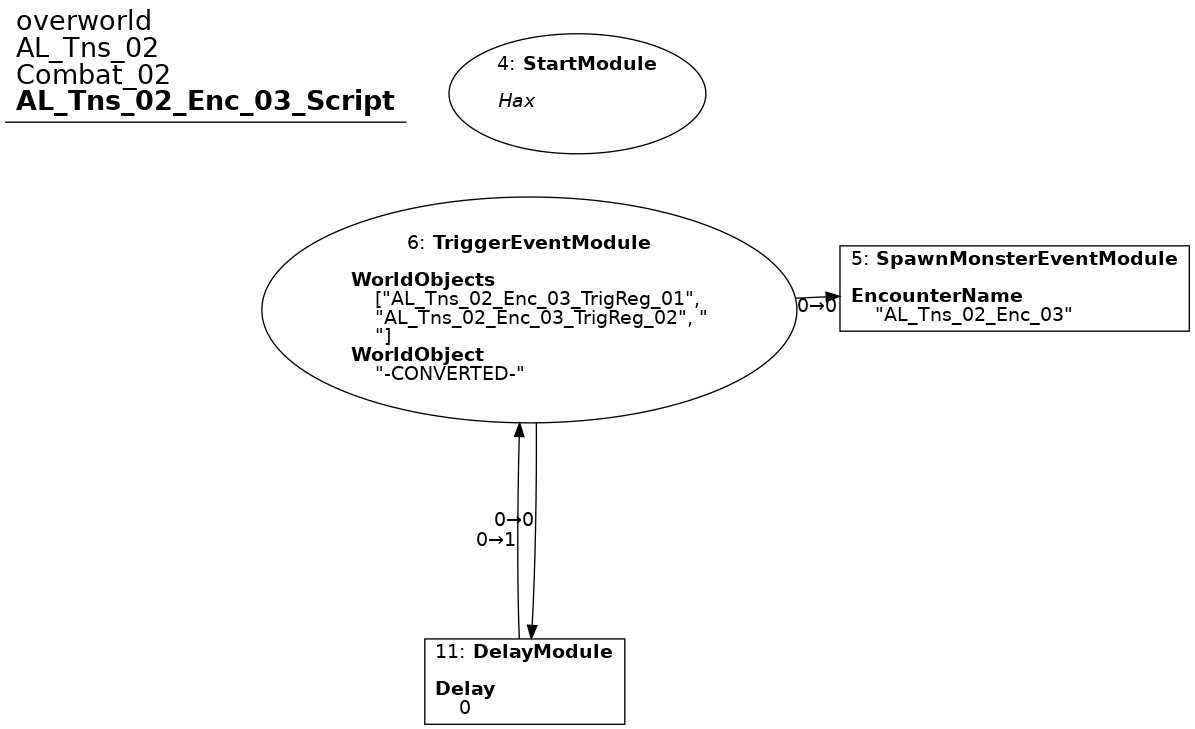 overworld
AL_Tns_02
Combat_02
AL_Tns_02_Enc_03_Script
4: StartModule
Hax
6: TriggerEventModule
WorldObjects
["AL_Tns_02_Enc_03_TrigReg_01",
"AL_Tns_02_Enc_03_TrigReg_02", "
"]
WorldObject
"-CONVERTED-"
0→0
5: SpawnMonsterEventModule
EncounterName
"AL_Tns_02_Enc_03"
0→0
0→1
11: DelayModule
Delay
0